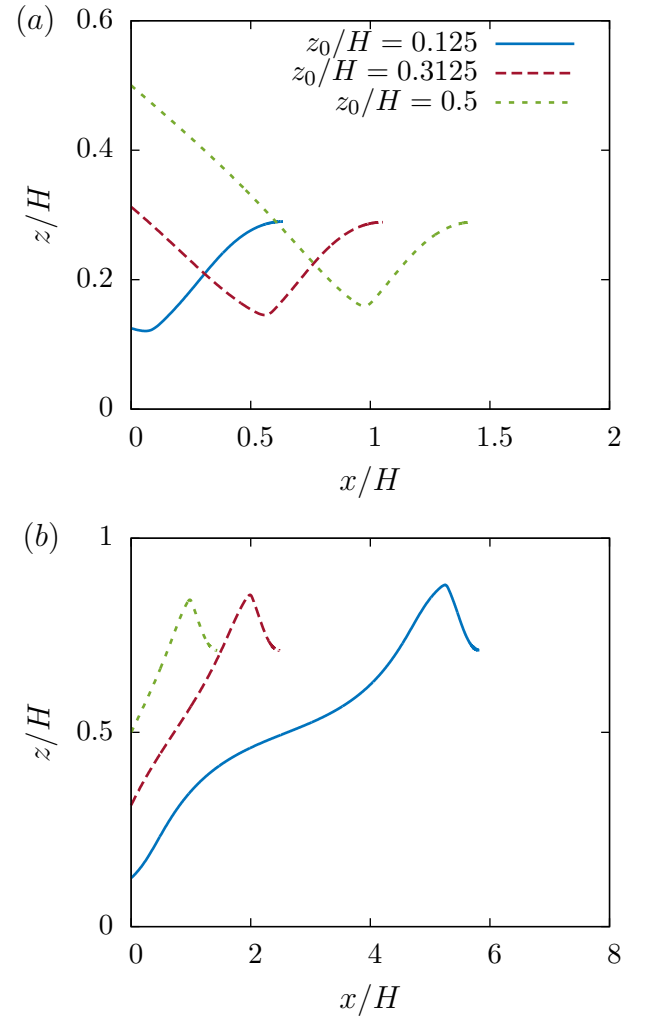 (a)
0.6
z₀/H = 0.125
z₀/H = 0.3125
z₀/H = 0.5
0.4
z/H
0.2
0
0 0.5 1 1.5 2
x/H
(b)
1
z/H
0.5
0
0 2 4 6 8
x/H